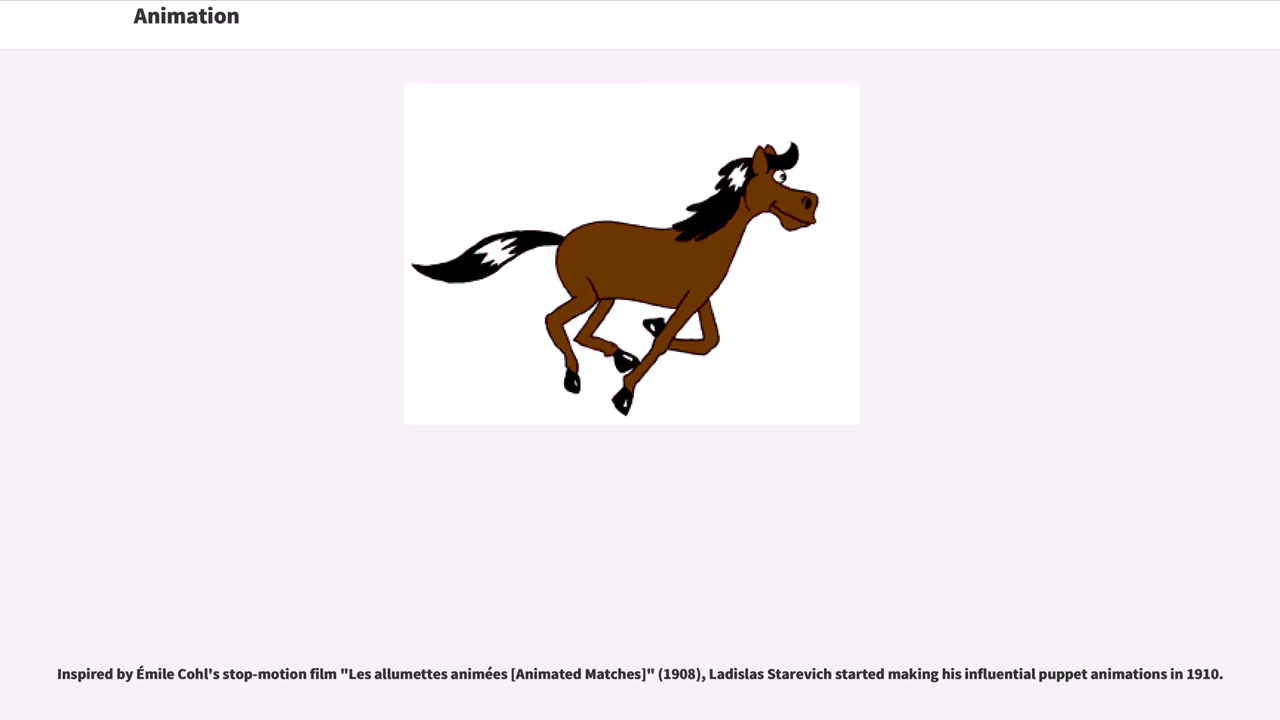 Animation
Inspired by Émile Cohl's stop-motion film "Les allumettes animées [Animated Matches]" (1908), Ladislas Starevich started making his influential puppet animations in 1910.